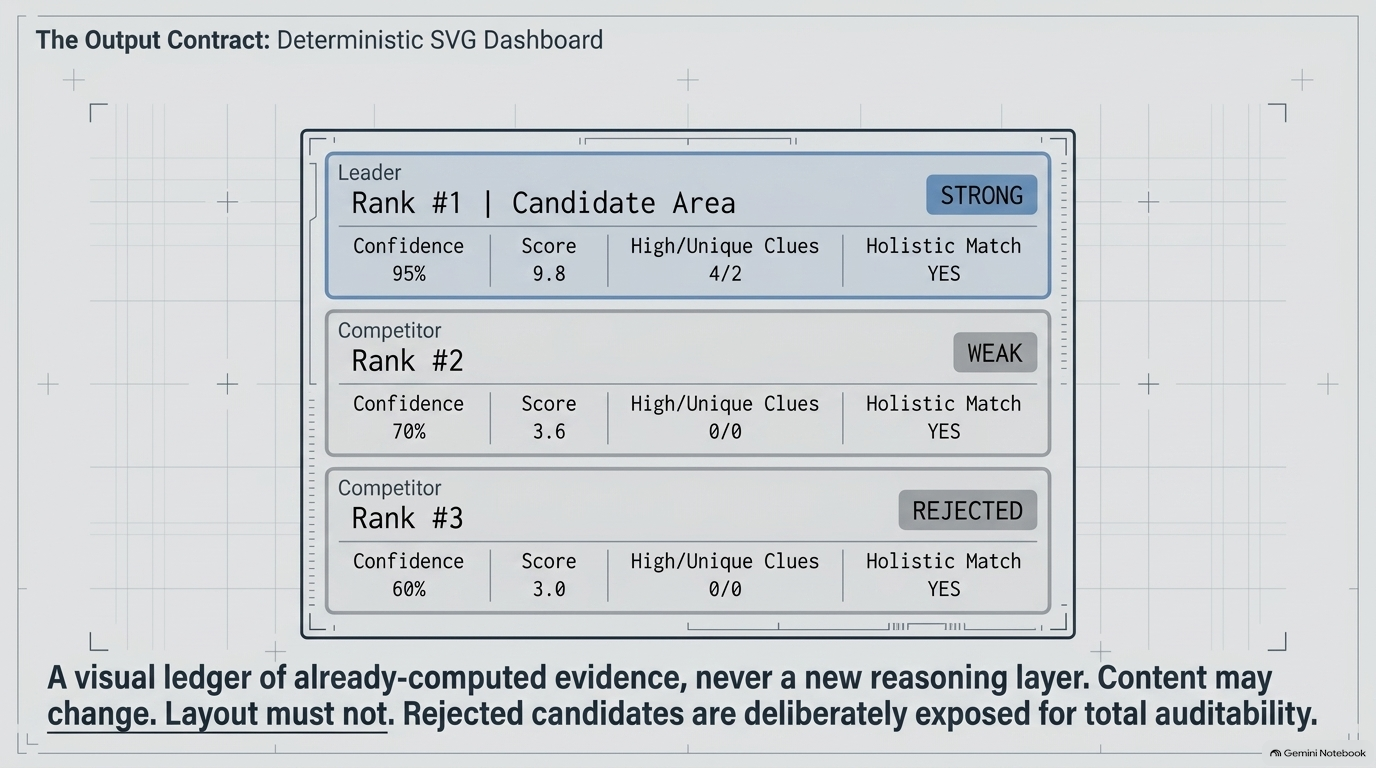 The Output Contract: Deterministic SVG Dashboard
Leader
Rank #1 | Candidate Area
STRONG
Confidence
Score
High/Unique Clues
Holistic Match
95%
9.8
4/2
YES
Competitor
Rank #2
WEAK
Confidence
Score
High/Unique Clues
Holistic Match
70%
3.6
0/0
YES
Competitor
Rank #3
REJECTED
Confidence
Score
High/Unique Clues
Holistic Match
60%
3.0
0/0
YES
A visual ledger of already-computed evidence, never a new reasoning layer. Content may
change. Layout must not. Rejected candidates are deliberately exposed for total auditability.
Gemini Notebook